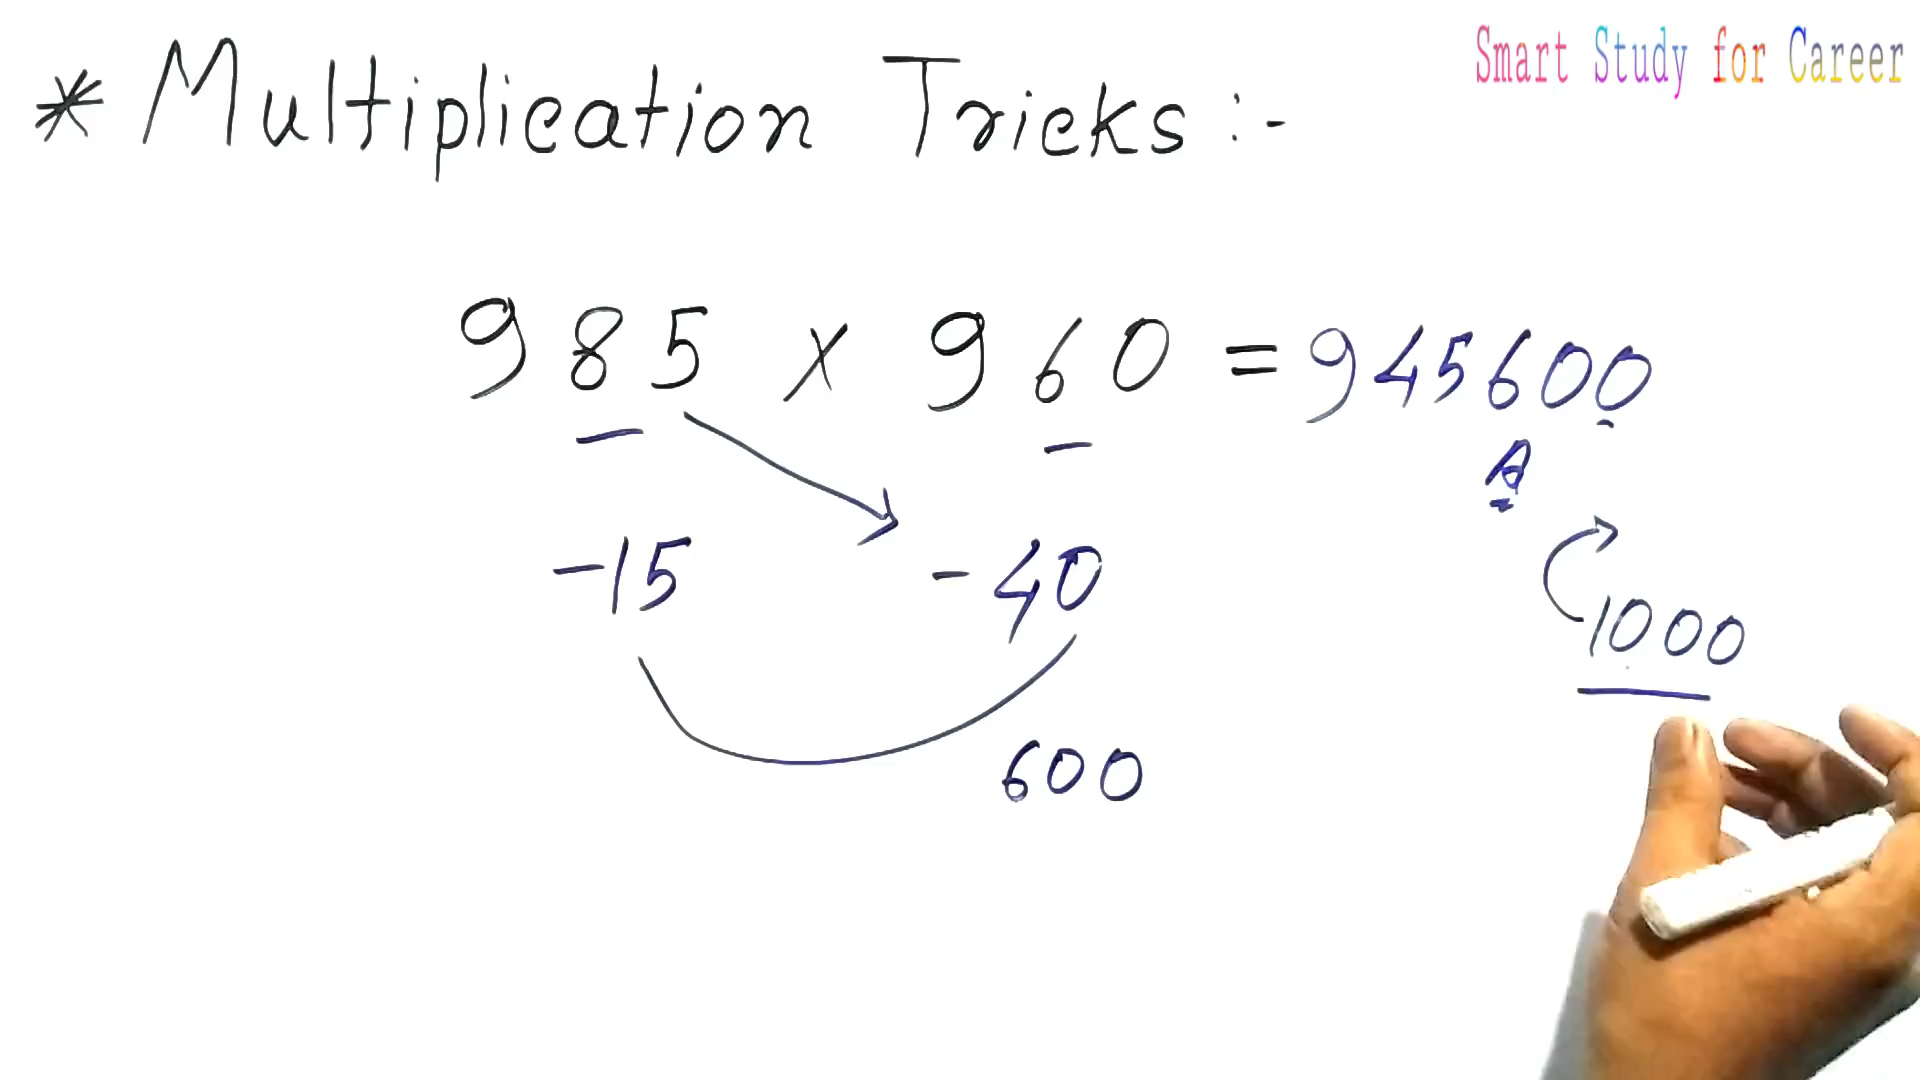 Smart Study for Career
* Multiplication Tricks :-
985 x 960 = 945600
A
-15 -40
1000
600